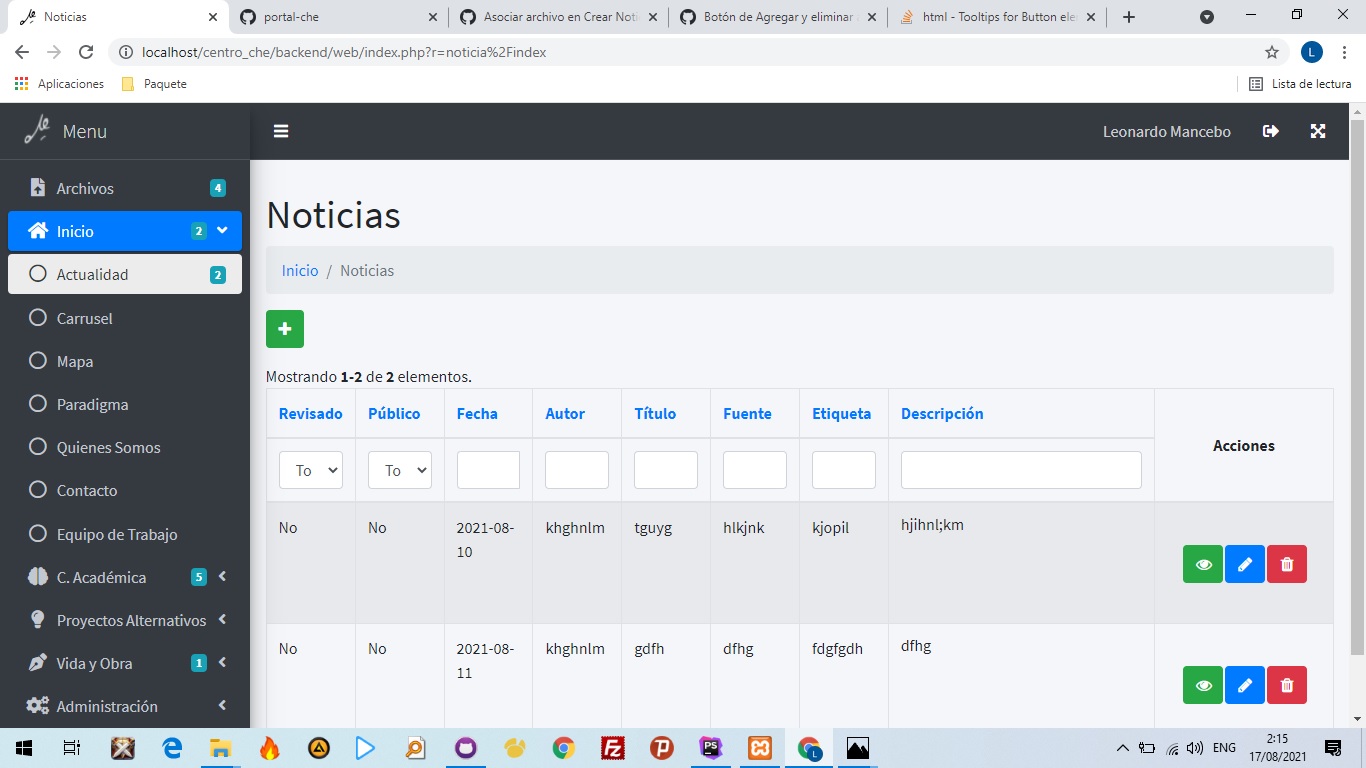 Noticias
portal-che
Asociar archivo en Crear Noti
Botón de Agregar y eliminar
html - Tooltips for Button ele
localhost/centro_che/backend/web/index.php?r=noticia%2Findex
L
Aplicaciones
Paquete
Lista de lectura
Menu
Leonardo Mancebo
Archivos 4
Inicio 2
Actualidad 2
Carrusel
Mapa
Paradigma
Quienes Somos
Contacto
Equipo de Trabajo
C. Académica 5
Proyectos Alternativos
Vida y Obra 1
Administración
Noticias
Inicio / Noticias
Mostrando 1-2 de 2 elementos.
Revisado Público Fecha Autor Título Fuente Etiqueta Descripción Acciones
To To
No No 2021-08-10 khghnlm tguyg hlkjnk kjopil hjihnl;km
No No 2021-08-11 khghnlm gdfh dfhg fdgfgdh dfhg
ENG
2:15
17/08/2021